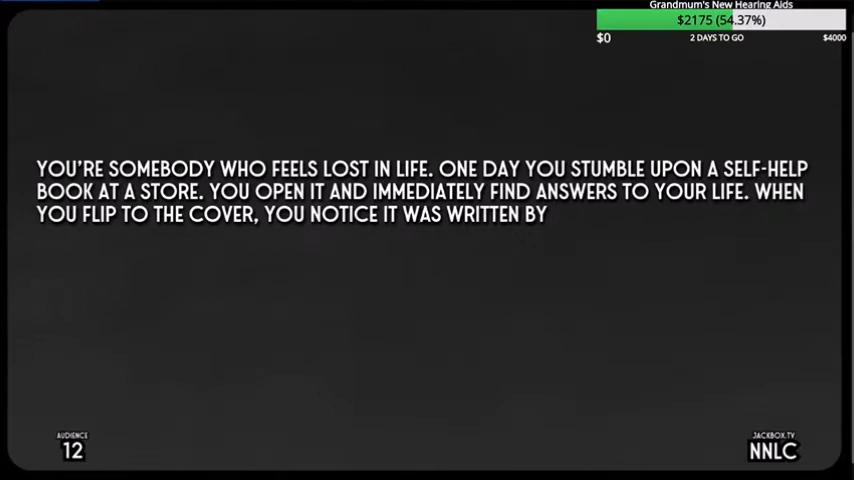 Grandmum's New Hearing Aids
$2175 (54.37%)
$0 2 DAYS TO GO $4000
YOU'RE SOMEBODY WHO FEELS LOST IN LIFE. ONE DAY YOU STUMBLE UPON A SELF-HELP
BOOK AT A STORE. YOU OPEN IT AND IMMEDIATELY FIND ANSWERS TO YOUR LIFE. WHEN
YOU FLIP TO THE COVER, YOU NOTICE IT WAS WRITTEN BY
AUDIENCE
12
JACKBOX.TV
NNLC